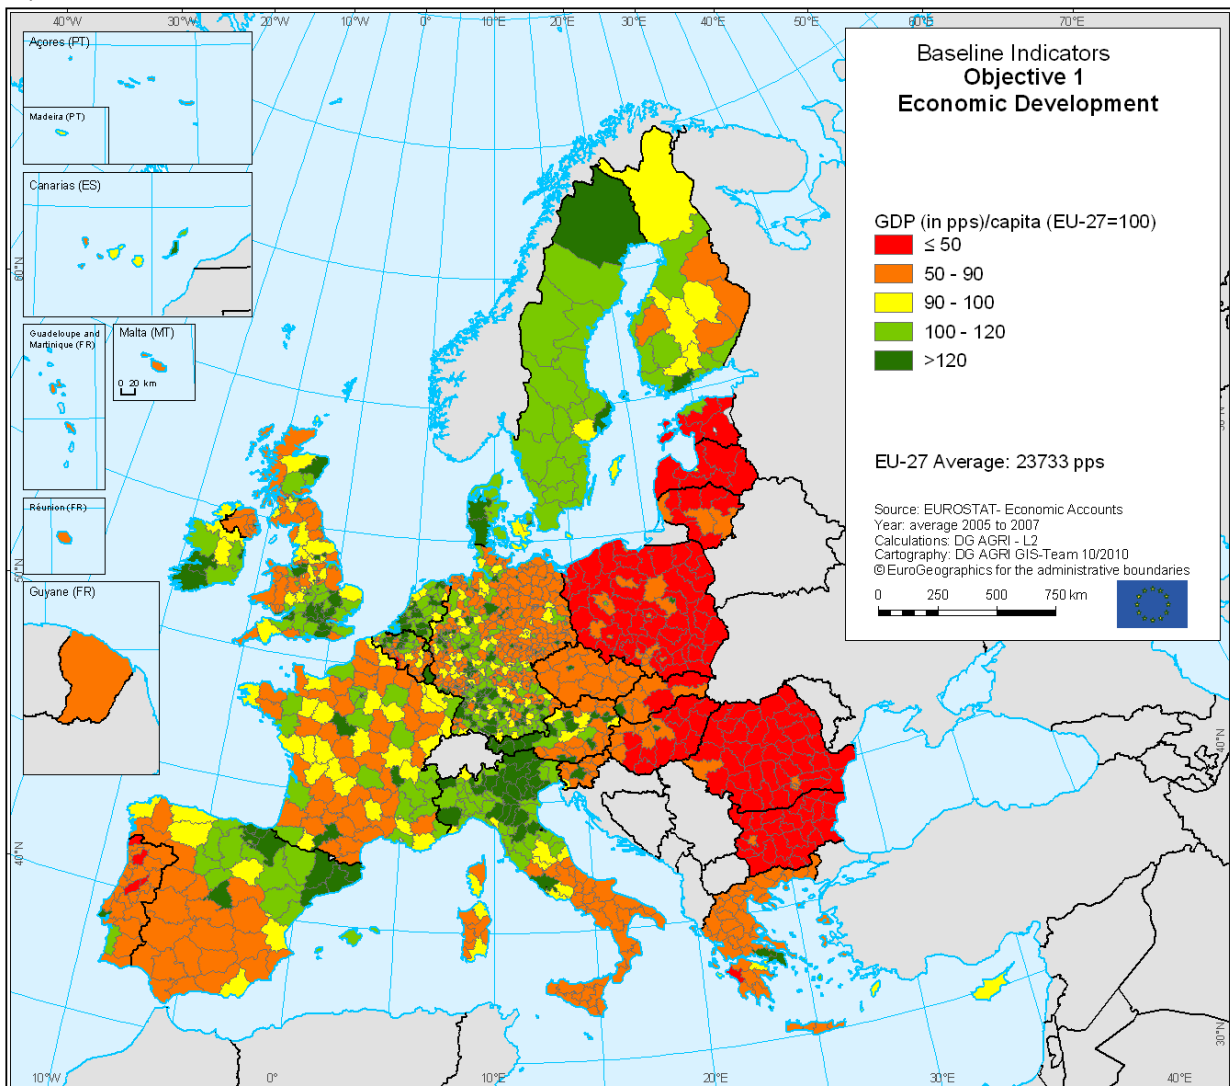 40°W
30°W
20°W
10°W
0°
10°E
20°E
30°E
40°E
50°E
60°E
70°E
Açores (PT)
Madeira (PT)
Canarias (ES)
Guadeloupe and
Martinique (FR)
Malta (MT)
0 20 km
Réunion (FR)
Guyane (FR)
Baseline Indicators
Objective 1
Economic Development
GDP (in pps)/capita (EU-27=100)
≤ 50
50 - 90
90 - 100
100 - 120
>120
EU-27 Average: 23733 pps
Source: EUROSTAT- Economic Accounts
Year: average 2005 to 2007
Calculations: DG AGRI - L2
Cartography: DG AGRI GIS-Team 10/2010
© EuroGeographics for the administrative boundaries
0 250 500 750 km
60°N
50°N
40°N
40°N
30°N
10°W
0°
10°E
20°E
30°E
40°E